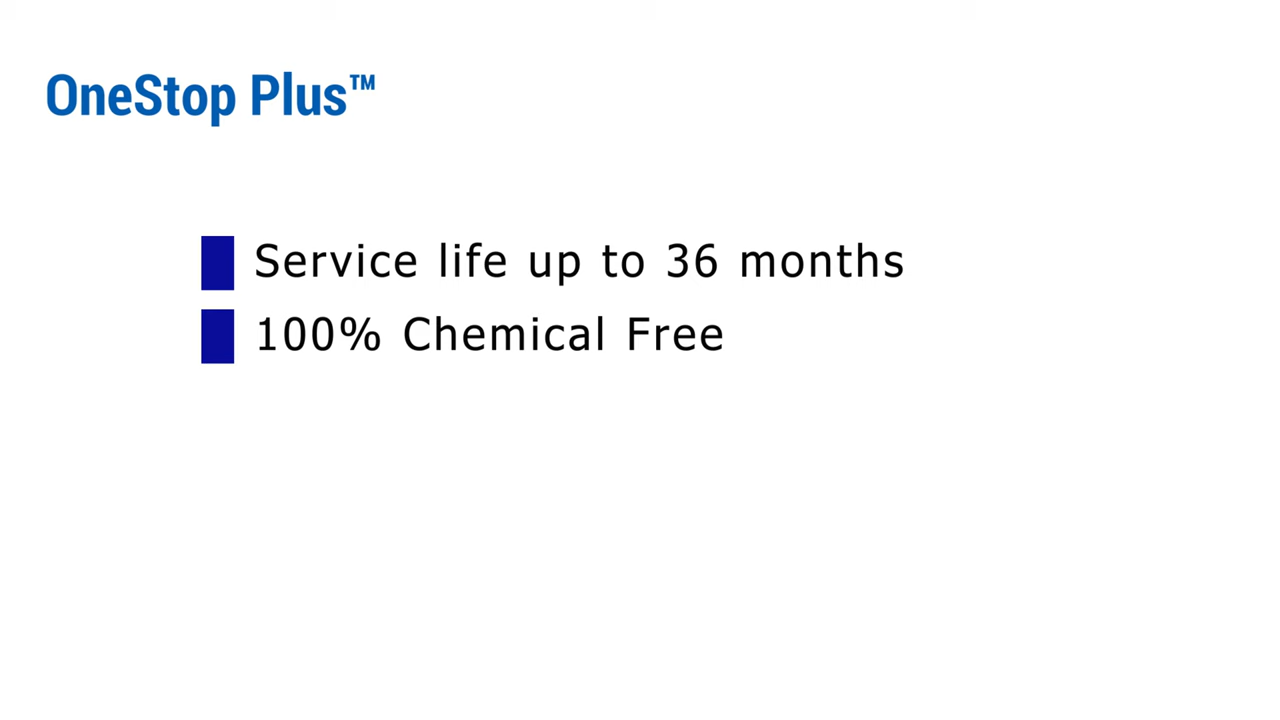 OneStop Plus™
Service life up to 36 months
100% Chemical Free